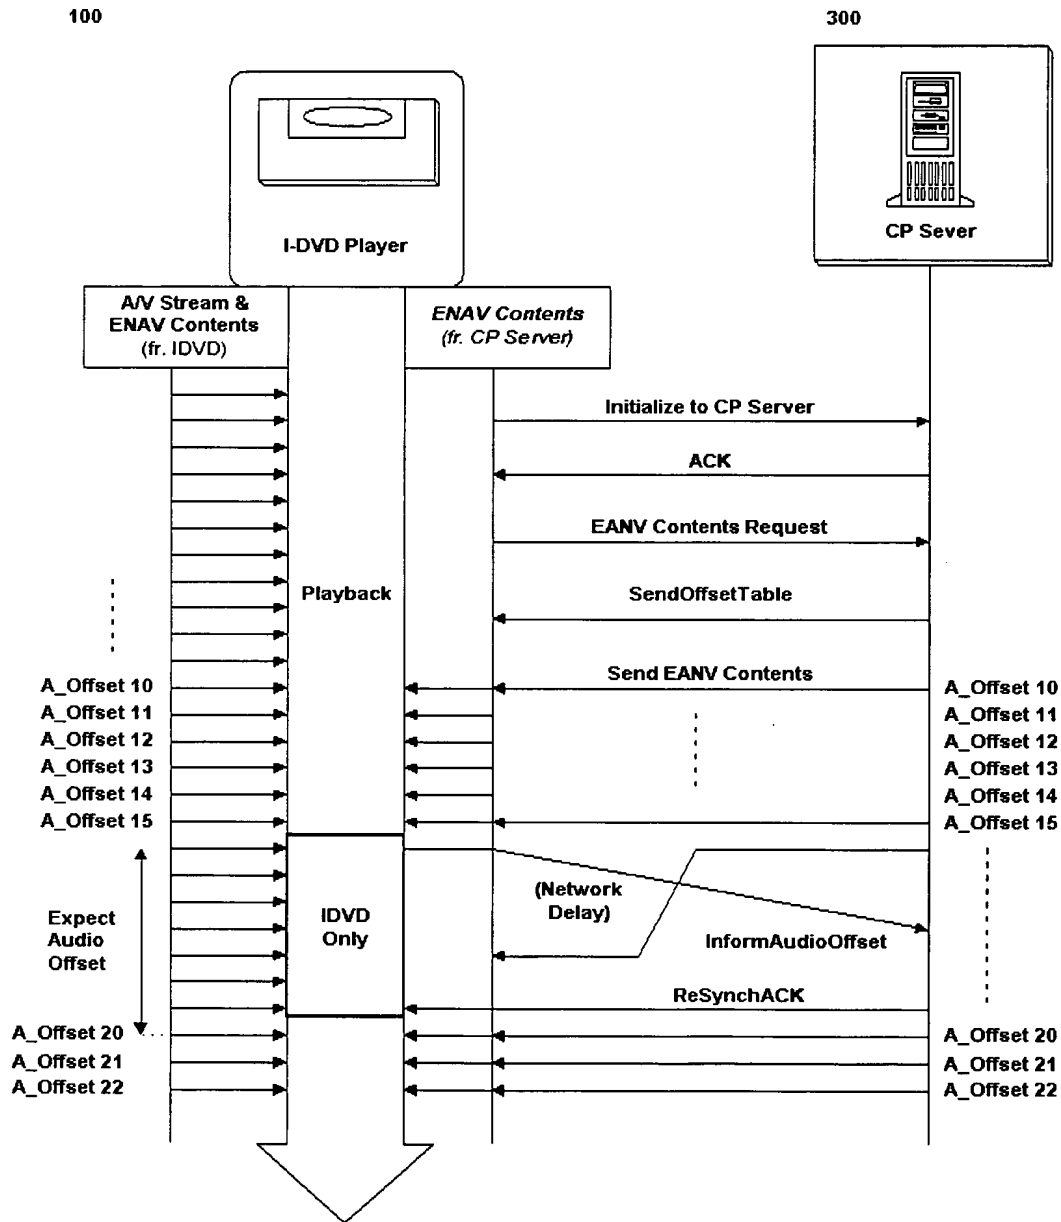 100
300
I-DVD Player
CP Sever
A/V Stream &
ENAV Contents
(fr. IDVD)
ENAV Contents
(fr. CP Server)
Initialize to CP Server
ACK
EANV Contents Request
Playback
SendOffsetTable
Send EANV Contents
A_Offset 10
A_Offset 10
A_Offset 11
A_Offset 11
A_Offset 12
A_Offset 12
A_Offset 13
A_Offset 13
A_Offset 14
A_Offset 14
A_Offset 15
A_Offset 15
Expect
Audio
Offset
IDVD
Only
(Network
Delay)
InformAudioOffset
ReSynchACK
A_Offset 20
A_Offset 20
A_Offset 21
A_Offset 21
A_Offset 22
A_Offset 22